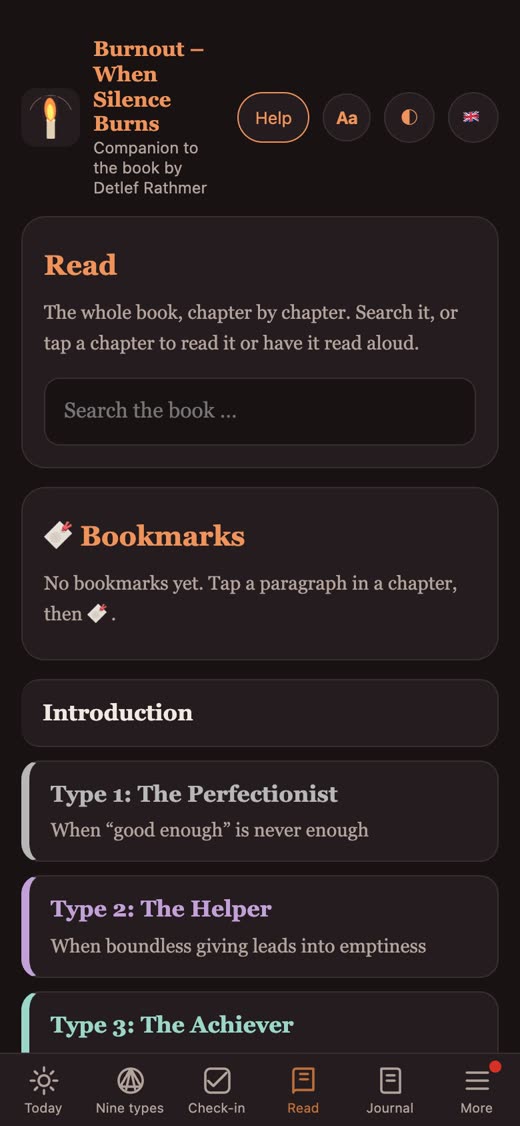 Burnout –
When
Silence
Burns
Companion to
the book by
Detlef Rathmer
Help
Aa
Read
The whole book, chapter by chapter. Search it, or
tap a chapter to read it or have it read aloud.
Search the book ...
Bookmarks
No bookmarks yet. Tap a paragraph in a chapter,
then 🔖.
Introduction
Type 1: The Perfectionist
When “good enough” is never enough
Type 2: The Helper
When boundless giving leads into emptiness
Type 3: The Achiever
Today
Nine types
Check-in
Read
Journal
More